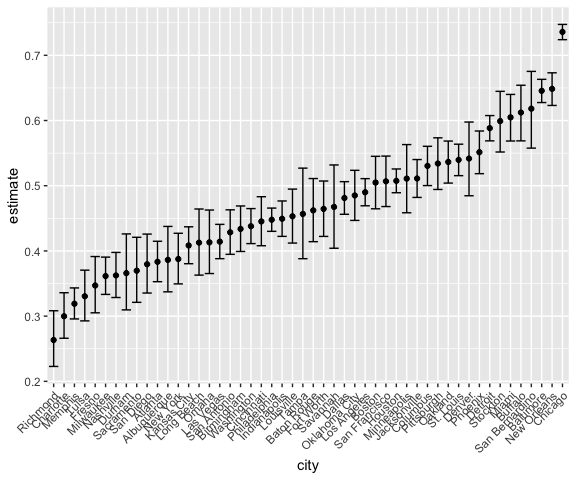 0.7
0.6
0.5
0.4
0.3
0.2
estimate
Richmond
Charlotte
Memphis
Tulsa
Fresno
Milwaukee
Nashville
Durham
Sacramento
San Diego
Atlanta
Albuquerque
New York
Kansas City
Long Beach
Omaha
Las Vegas
San Antonio
Birmingham
Washington
Cincinnati
Philadelphia
Indianapolis
Louisville
Baton Rouge
Fort Worth
Savannah
Dallas
Oklahoma City
Los Angeles
Boston
San Francisco
Houston
Minneapolis
Jacksonville
Columbus
Pittsburgh
Oakland
St. Louis
Denver
Phoenix
Detroit
Stockton
Miami
Buffalo
San Bernardino
Baltimore
New Orleans
Chicago
city